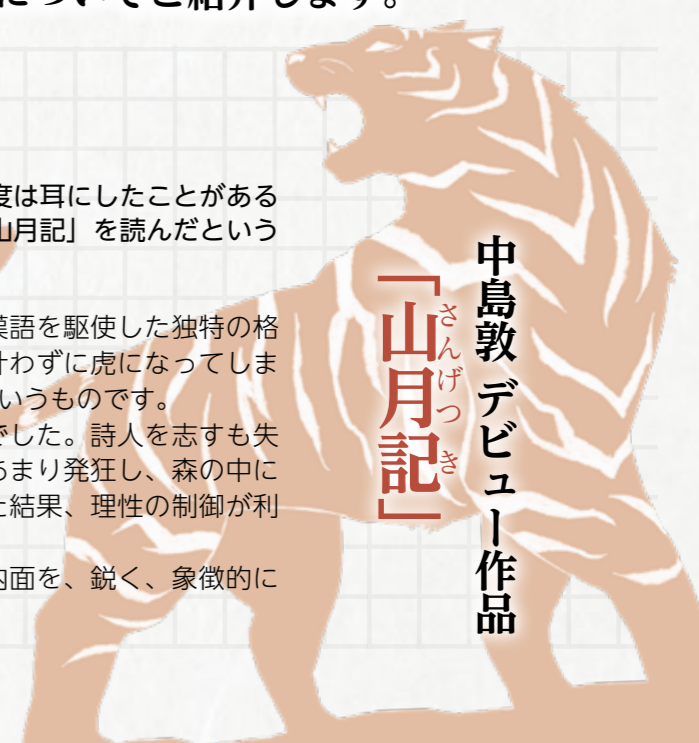 についてご紹介します。
中島敦 デビュー作品
「山月記」
さんげつき
度は耳にしたことがある
山月記」を読んだという
漢語を駆使した独特の格
叶わずに虎になってしま
いうものです。
でした。詩人を志すも失
あまり発狂し、森の中に
た結果、理性の制御が利
内面を、鋭く、象徴的に